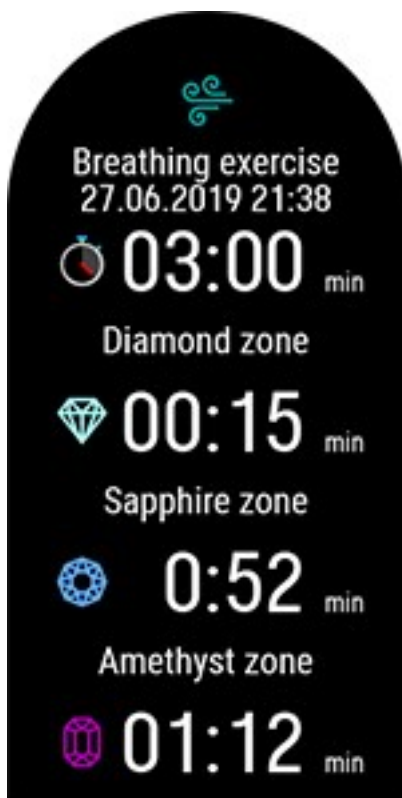 Breathing exercise
27.06.2019 21:38
03:00 min
Diamond zone
00:15 min
Sapphire zone
0:52 min
Amethyst zone
01:12 min